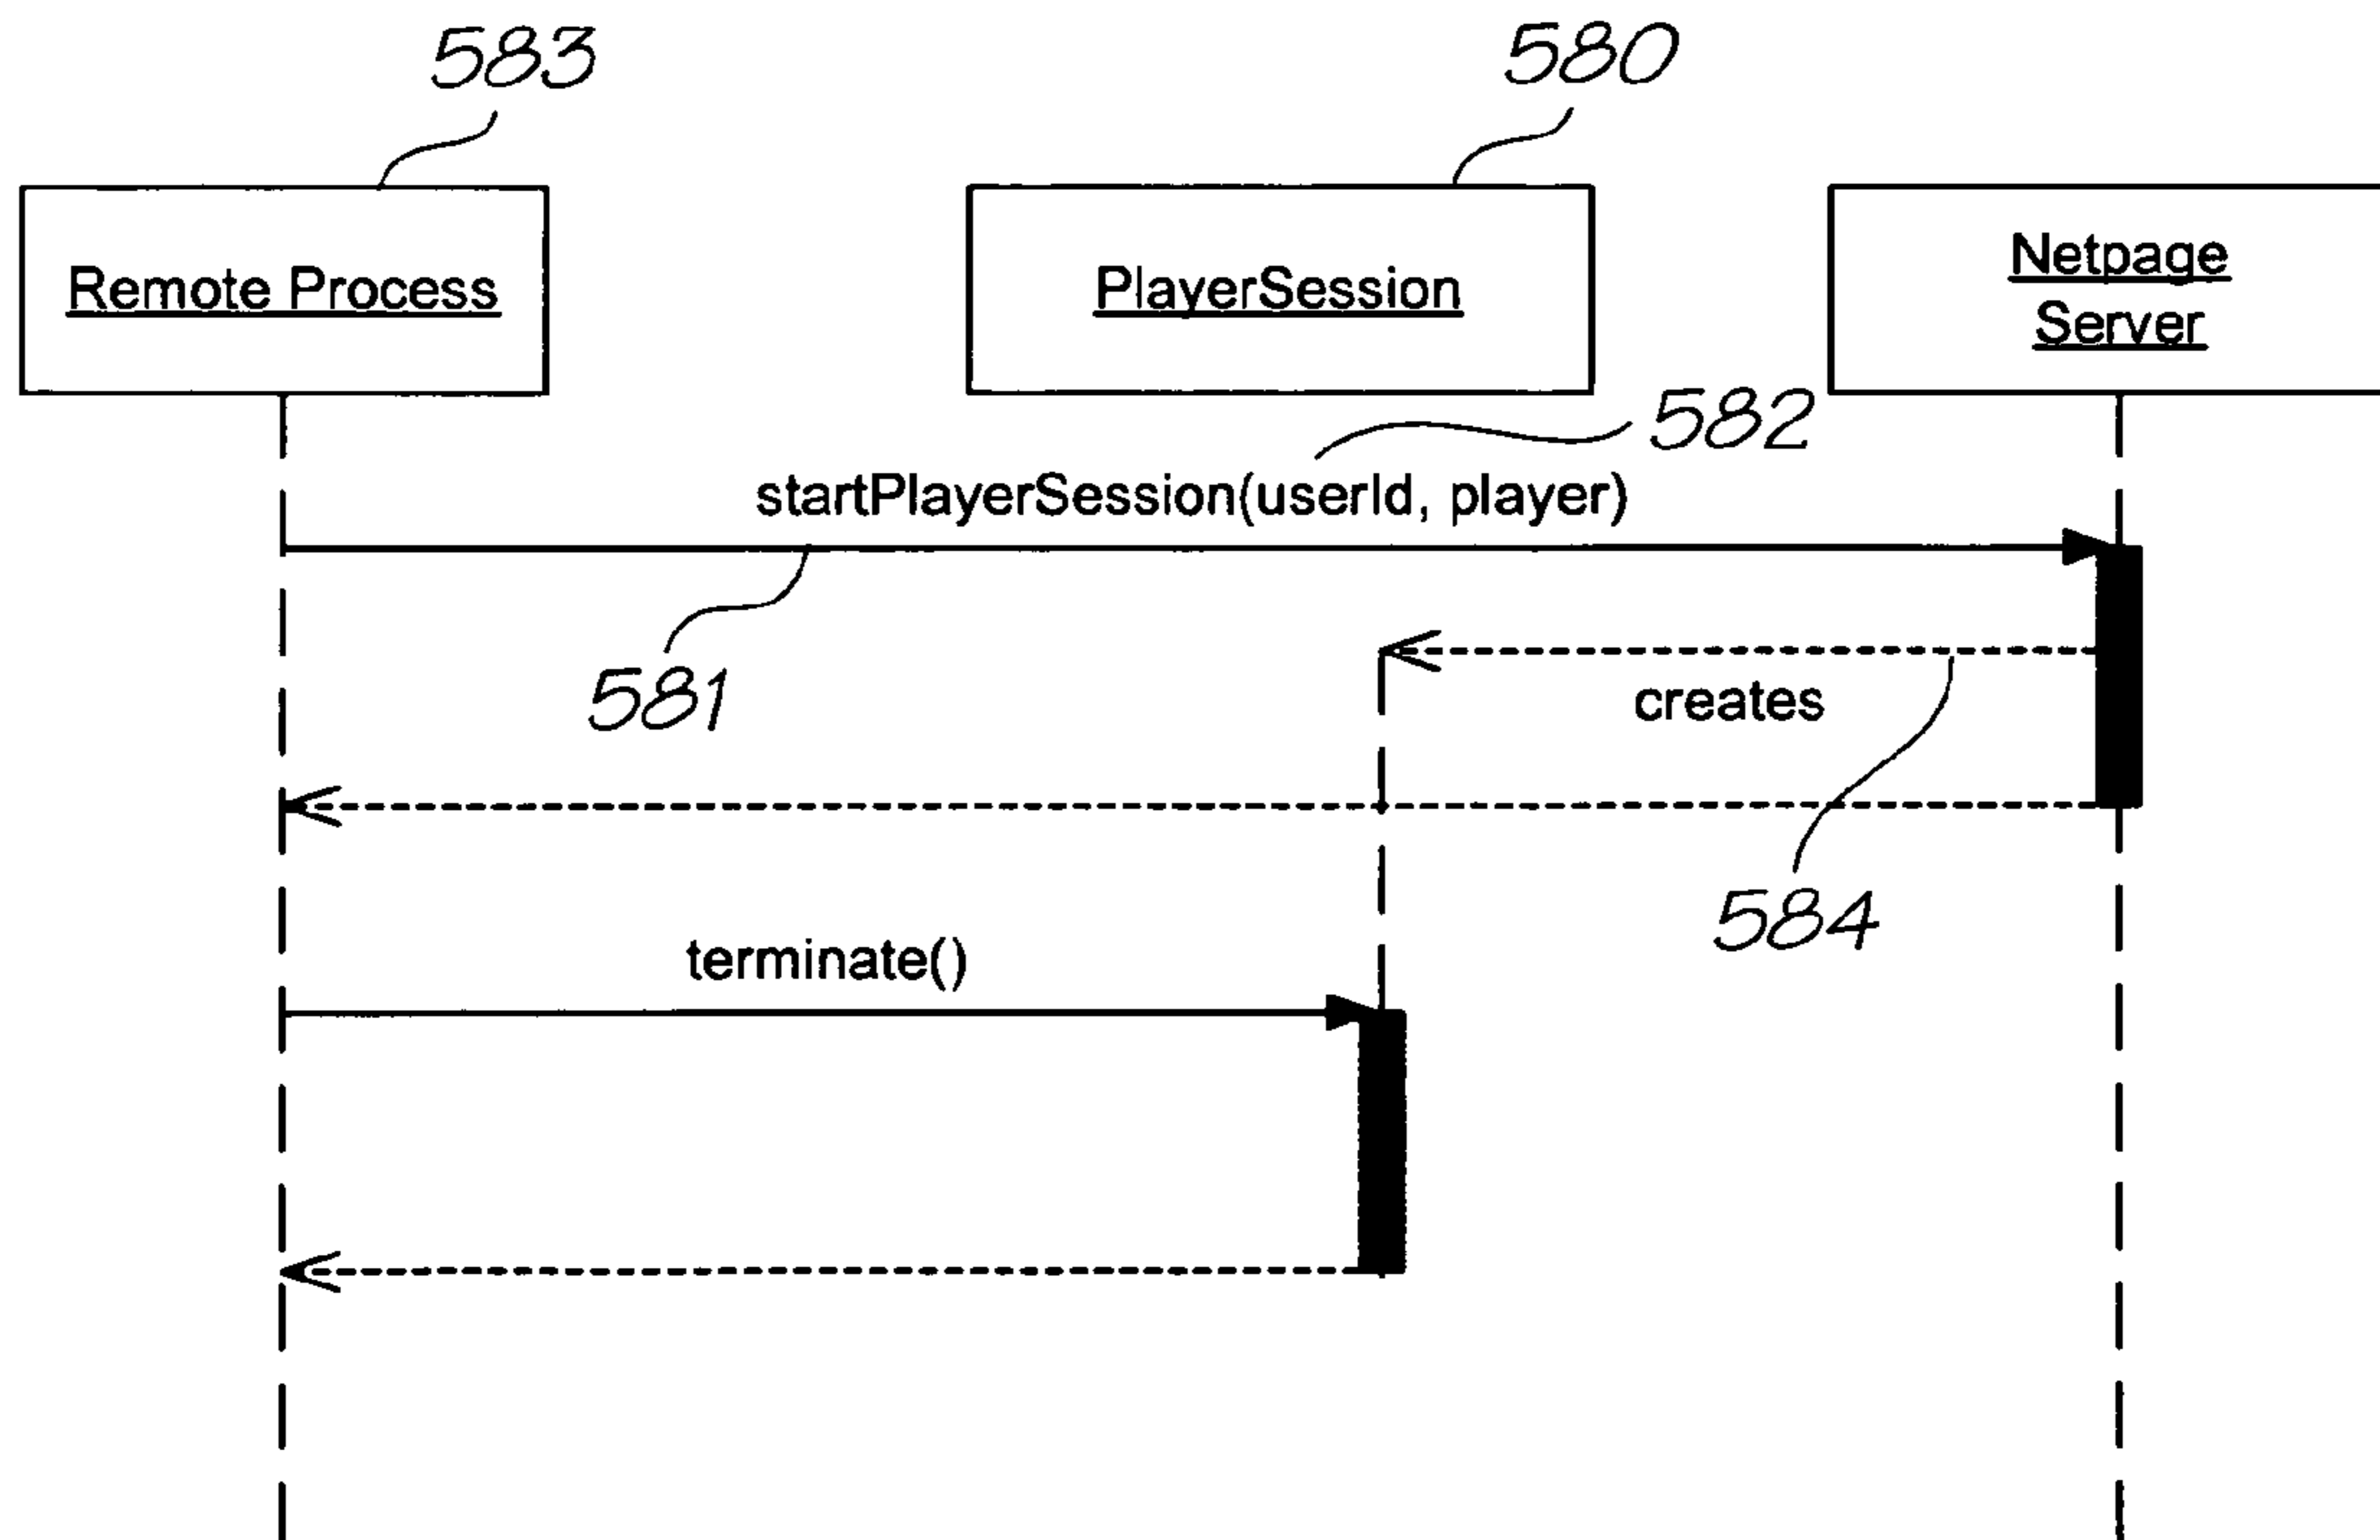 583
580
Remote Process
PlayerSession
Netpage
Server
582
startPlayerSession(userId, player)
581
creates
584
terminate()